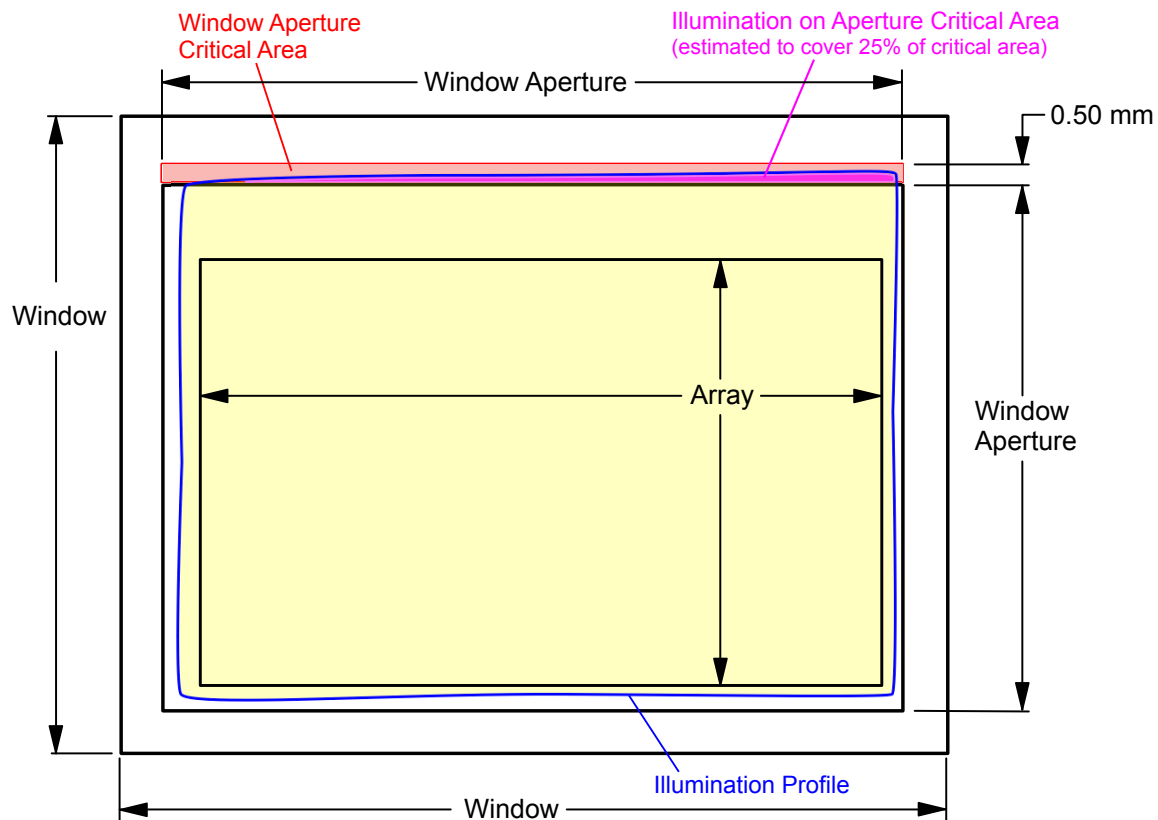 Window Aperture
Critical Area
Illumination on Aperture Critical Area
(estimated to cover 25% of critical area)
Window Aperture
0.50 mm
Window
Array
Window
Aperture
Illumination Profile
Window